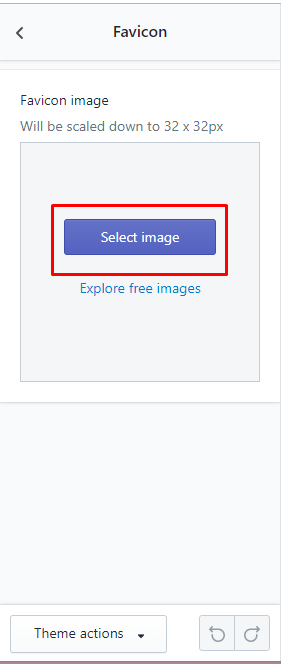 Favicon
Favicon image
Will be scaled down to 32 x 32px
Select image
Explore free images
Theme actions